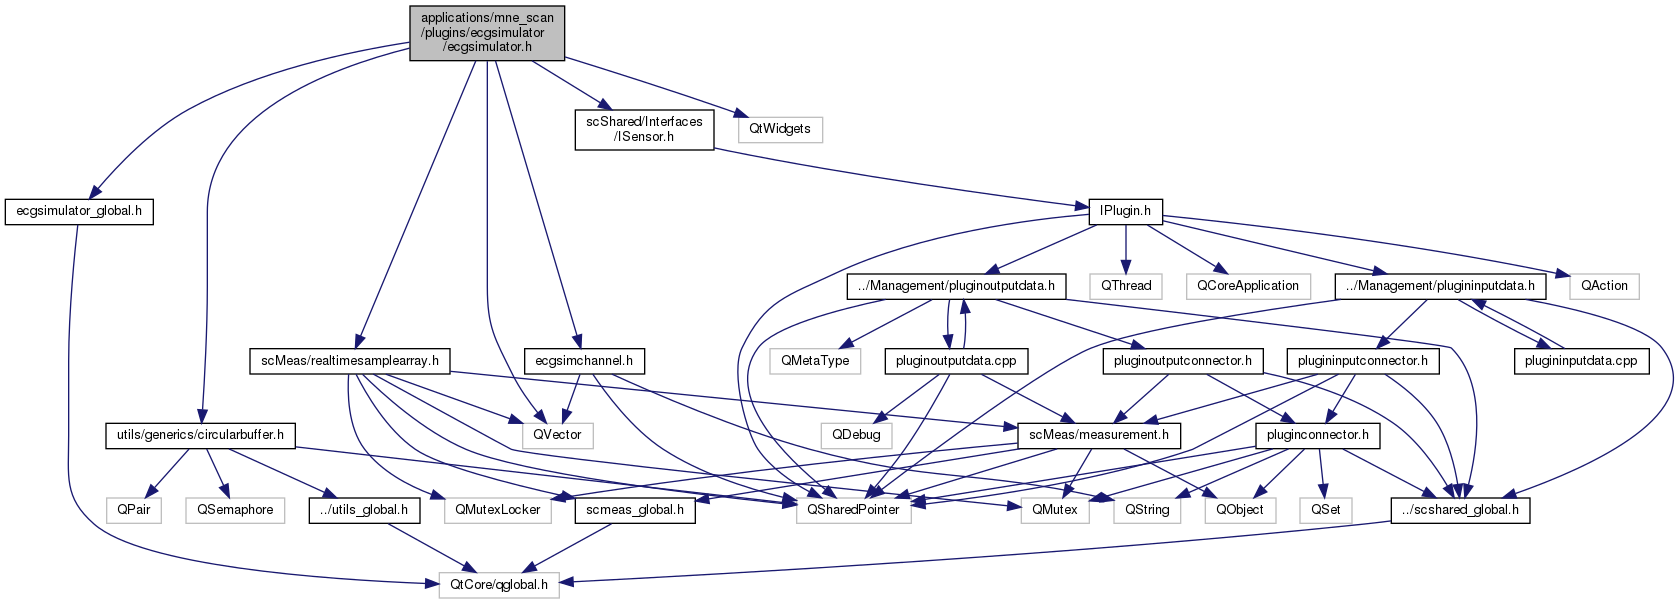 applications/mne_scan
/plugins/ecgsimulator
/ecgsimulator.h
scShared/Interfaces
/ISensor.h
QtWidgets
ecgsimulator_global.h
IPlugin.h
../Management/pluginoutputdata.h
QThread
QCoreApplication
../Management/plugininputdata.h
QAction
scMeas/realtimesamplearray.h
ecgsimchannel.h
QMetaType
pluginoutputdata.cpp
pluginoutputconnector.h
plugininputconnector.h
plugininputdata.cpp
utils/generics/circularbuffer.h
QVector
QDebug
scMeas/measurement.h
pluginconnector.h
QPair
QSemaphore
../utils_global.h
QMutexLocker
scmeas_global.h
QSharedPointer
QMutex
QString
QObject
QSet
../scshared_global.h
QtCore/qglobal.h